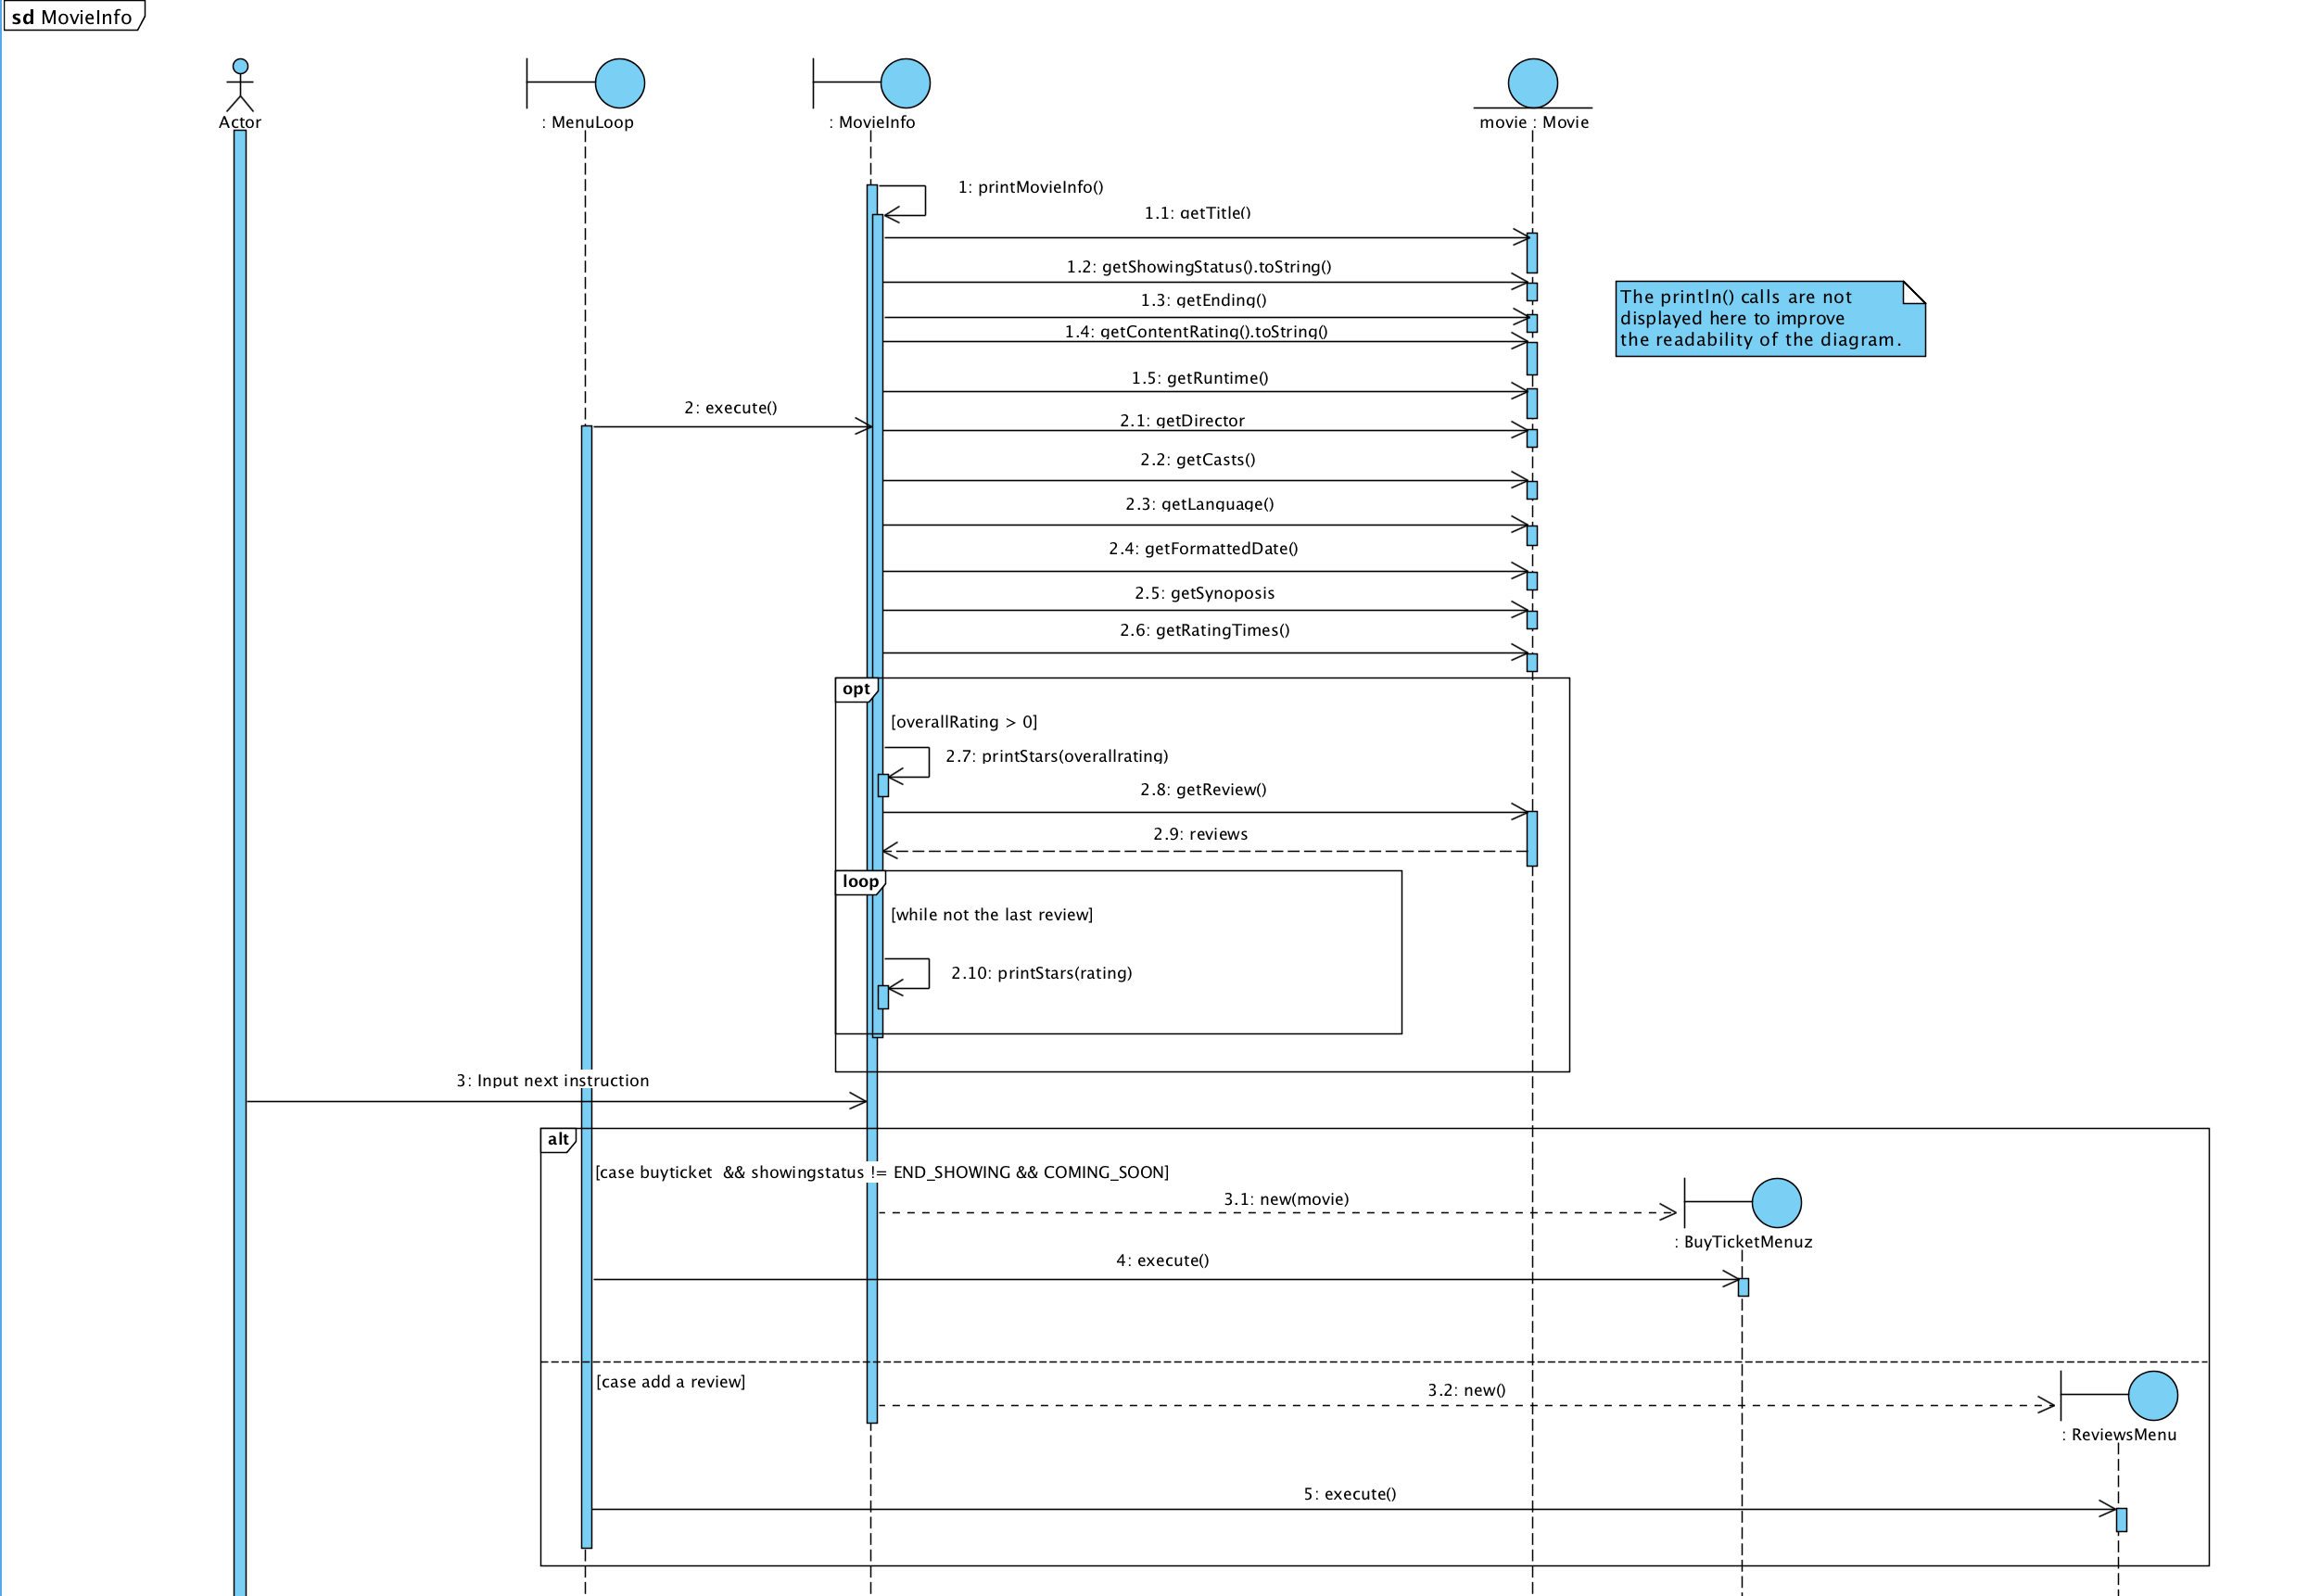 sd MovieInfo
Actor
: MenuLoop
: MovieInfo
movie : Movie
1: printMovieInfo()
1.1: getTitle()
1.2: getShowingStatus().toString()
1.3: getEnding()
1.4: getContentRating().toString()
The println() calls are not
displayed here to improve
the readability of the diagram.
1.5: getRuntime()
2: execute()
2.1: getDirector
2.2: getCasts()
2.3: getLanguage()
2.4: getFormattedDate()
2.5: getSynoposis
2.6: getRatingTimes()
opt
[overallRating > 0]
2.7: printStars(overallrating)
2.8: getReview()
2.9: reviews
loop
[while not the last review]
2.10: printStars(rating)
3: Input next instruction
alt
[case buyticket  && showingstatus != END_SHOWING && COMING_SOON]
3.1: new(movie)
: BuyTicketMenuz
4: execute()
[case add a review]
3.2: new()
: ReviewsMenu
5: execute()